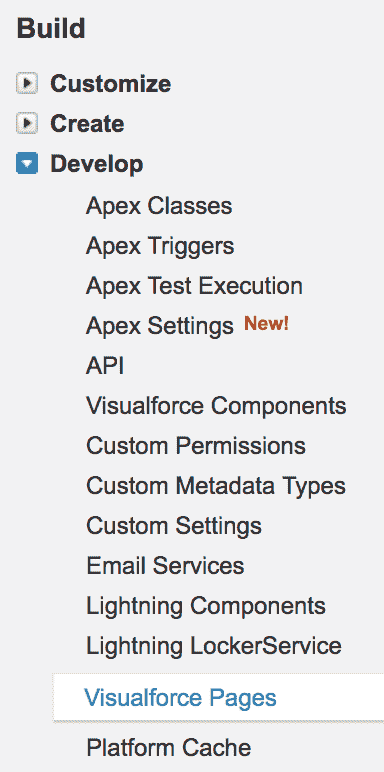 Build
Customize
Create
Develop
Apex Classes
Apex Triggers
Apex Test Execution
Apex Settings New!
API
Visualforce Components
Custom Permissions
Custom Metadata Types
Custom Settings
Email Services
Lightning Components
Lightning LockerService
Visualforce Pages
Platform Cache